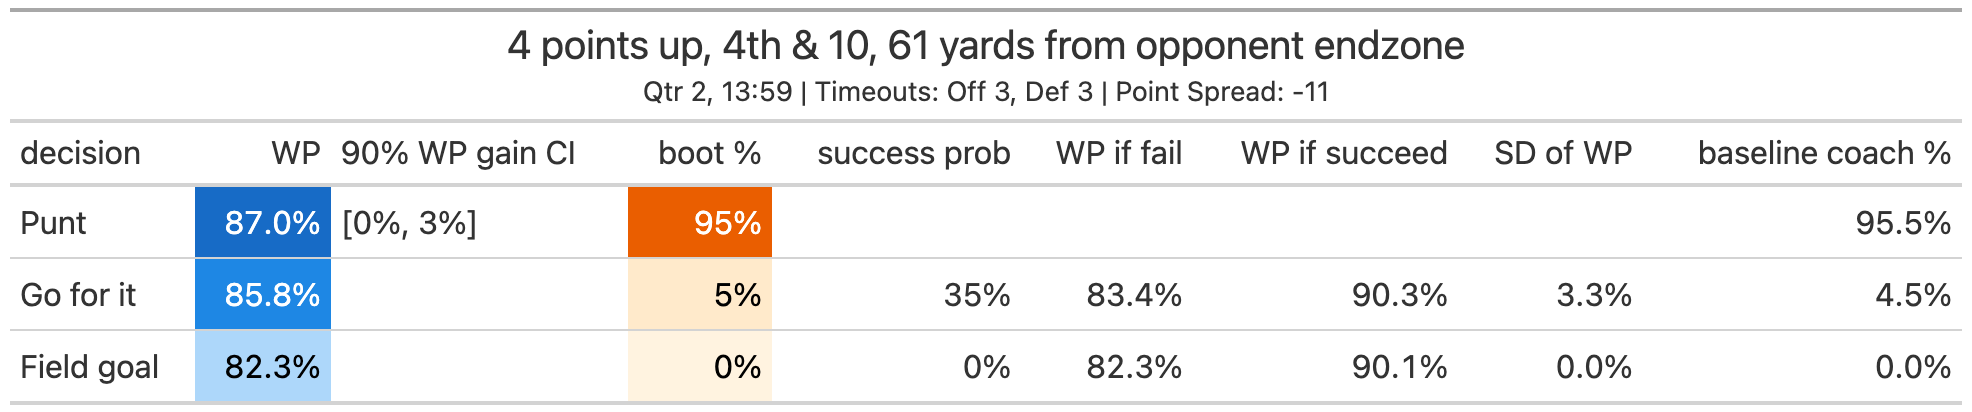 4 points up, 4th & 10, 61 yards from opponent endzone
Qtr 2, 13:59 | Timeouts: Off 3, Def 3 | Point Spread: -11
decision WP 90% WP gain CI boot % success prob WP if fail WP if succeed SD of WP baseline coach %
Punt 87.0% [0%, 3%] 95% 95.5%
Go for it 85.8% 5% 35% 83.4% 90.3% 3.3% 4.5%
Field goal 82.3% 0% 0% 82.3% 90.1% 0.0% 0.0%